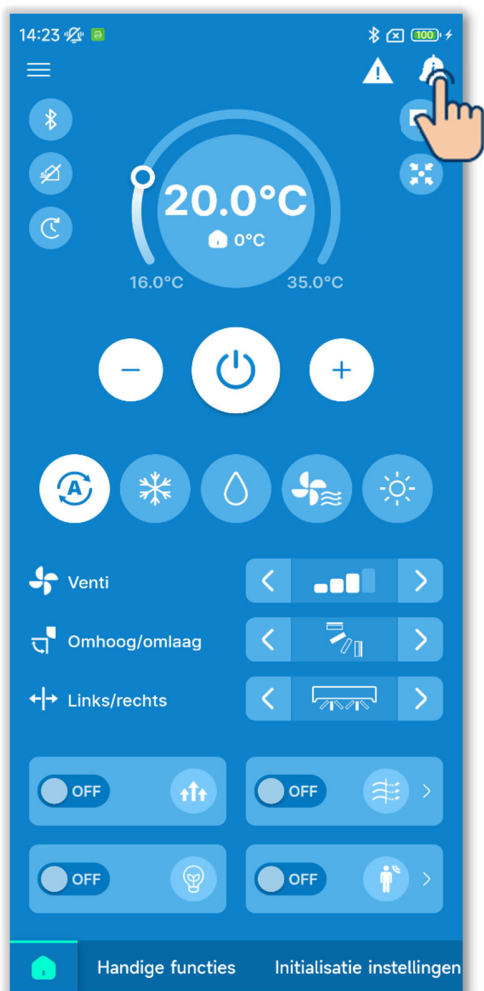 14:23
100
20.0°C
0°C
16.0°C 35.0°C
A
Venti
Omhoog/omlaag
Links/rechts
OFF OFF
OFF OFF
Handige functies Initialisatie instellingen